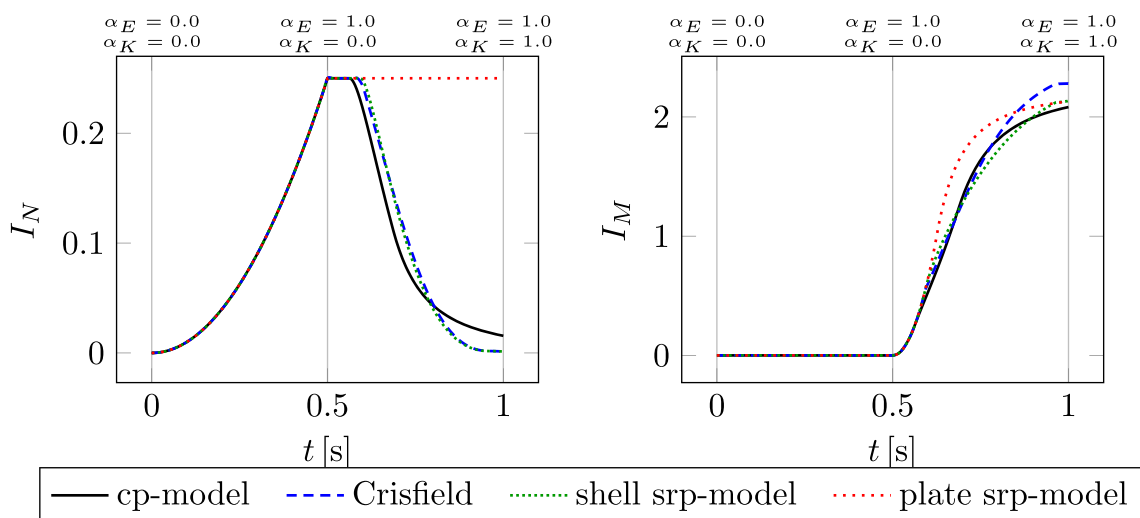 α_E = 0.0 α_E = 1.0 α_E = 1.0 α_E = 0.0 α_E = 1.0 α_E = 1.0
α_K = 0.0 α_K = 0.0 α_K = 1.0 α_K = 0.0 α_K = 0.0 α_K = 1.0
0.2
0.1
0
I_N
0 0.5 1
t [s]
2
1
0
I_M
0 0.5 1
t [s]
cp-model Crisfield shell srp-model plate srp-model